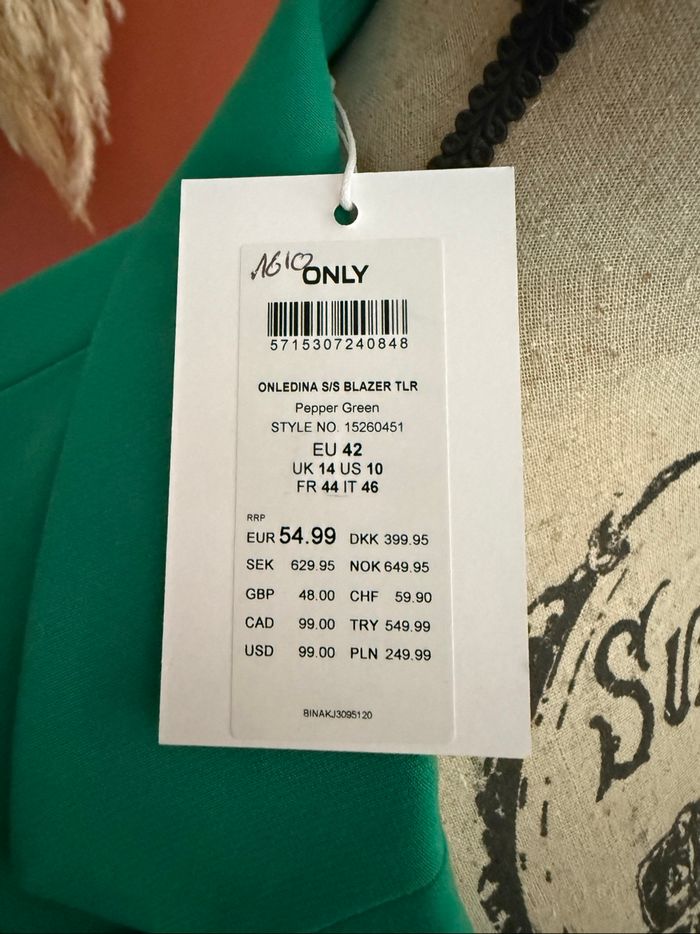 ONLY
5715307240848
ONLEDINA S/S BLAZER TLR
Pepper Green
STYLE NO. 15260451
EU 42
UK 14 US 10
FR 44 IT 46
RRP
EUR 54.99 DKK 399.95
SEK 629.95 NOK 649.95
GBP 48.00 CHF 59.90
CAD 99.00 TRY 549.99
USD 99.00 PLN 249.99
BINAKJ3095120